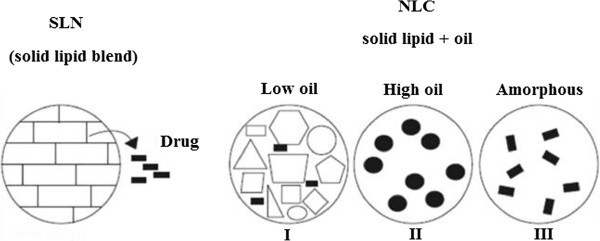 SLN
(solid lipid blend)
Drug
NLC
solid lipid + oil
Low oil
High oil
Amorphous
I
II
III